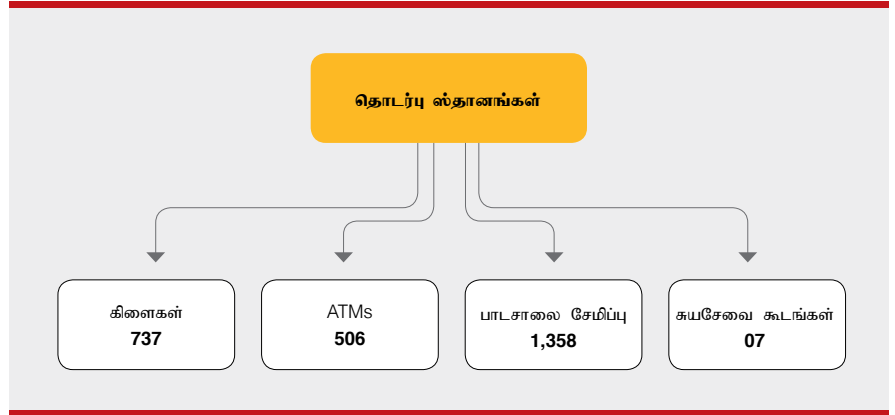 தொடர்பு ஸ்தானங்கள்
கிளைகள்
737
ATMs
506
பாடசாலை சேமிப்பு
1,358
சுயசேவை கூடங்கள்
07